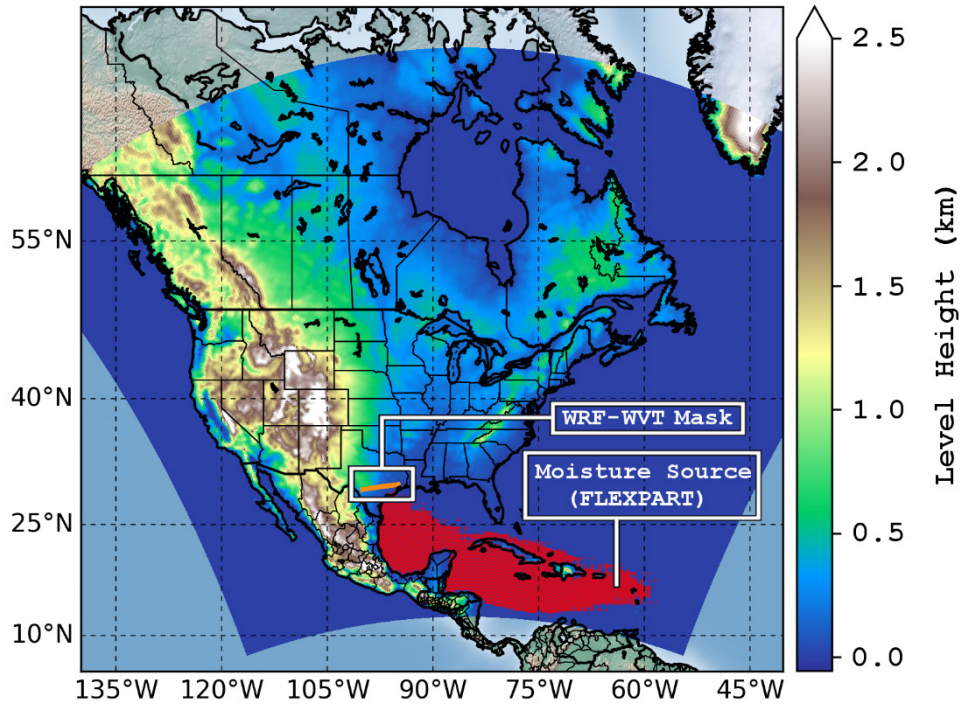 55°N
40°N
25°N
10°N
135°W 120°W 105°W 90°W 75°W 60°W 45°W
WRF-WVT Mask
Moisture Source
(FLEXPART)
2.5
2.0
1.5
1.0
0.5
0.0
Level Height (km)